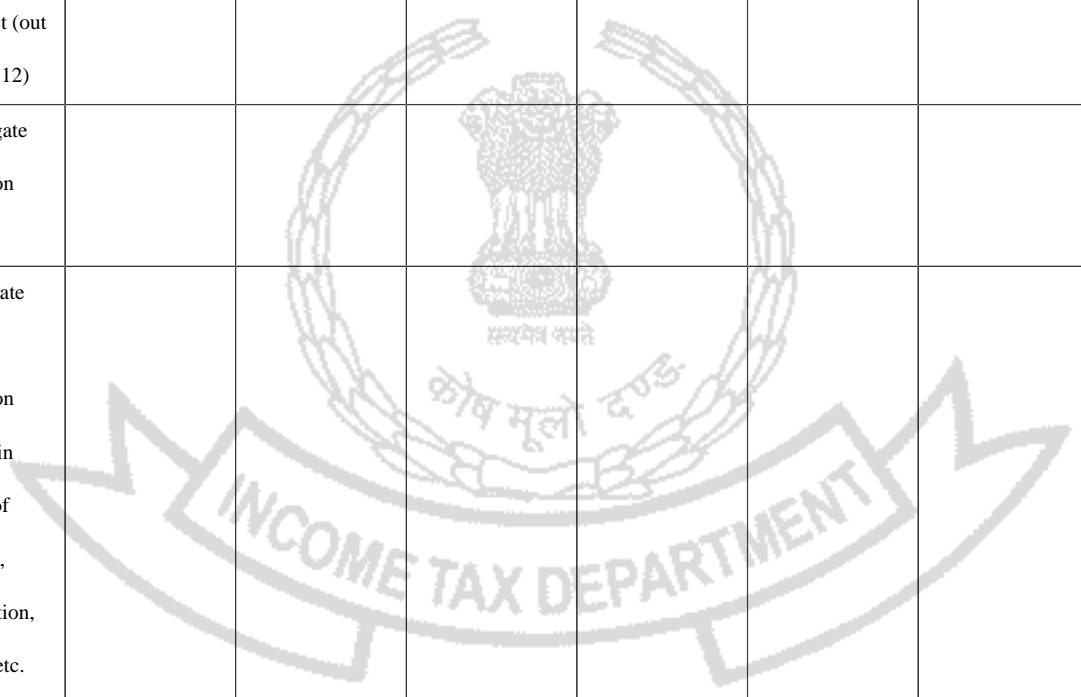 t (out
12)
gate
on
ate
on
in
of
,
tion,
etc.
सत्यमेव जयते
कोष मूलो दण्ड
INCOME TAX DEPARTMENT